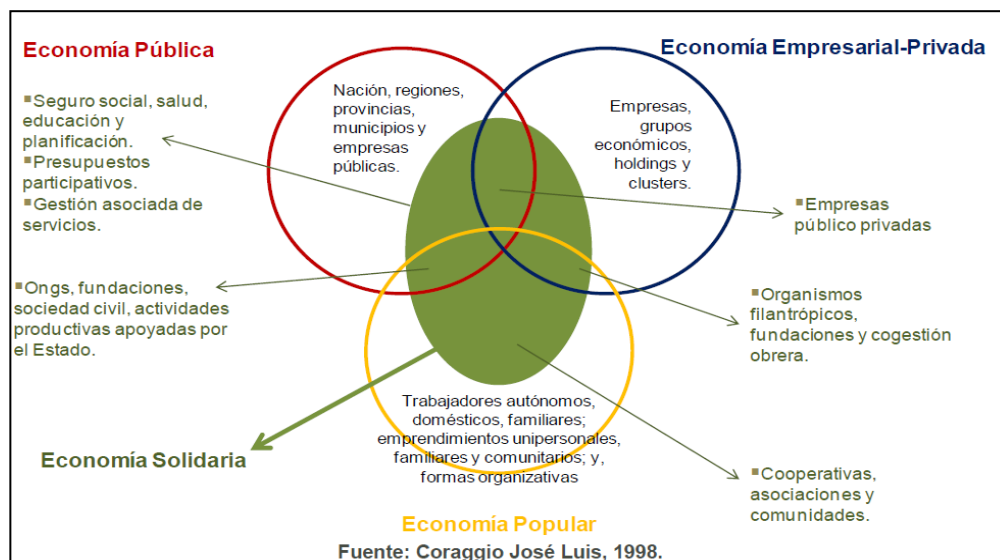 Economía Pública
Economía Empresarial-Privada
▪Seguro social, salud,
educación y
planificación.
▪Presupuestos
participativos.
▪Gestión asociada de
servicios.
Nación, regiones,
provincias,
municipios y
empresas
públicas.
Empresas,
grupos
económicos,
holdings y
clusters.
▪Empresas
público privadas
▪Ongs, fundaciones,
sociedad civil, actividades
productivas apoyadas por
el Estado.
▪Organismos
filantrópicos,
fundaciones y cogestión
obrera.
Trabajadores autónomos,
domésticos, familiares;
emprendimientos unipersonales,
familiares y comunitarios; y,
formas organizativas
Economía Solidaria
▪Cooperativas,
asociaciones y
comunidades.
Economía Popular
Fuente: Coraggio José Luis, 1998.